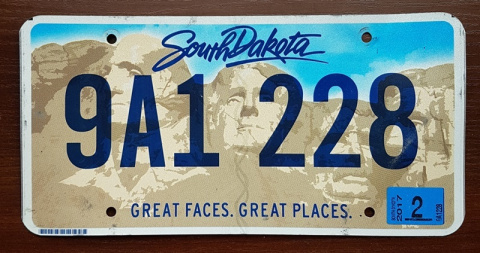 South Dakota
9A1 228
GREAT FACES. GREAT PLACES.
2017
2